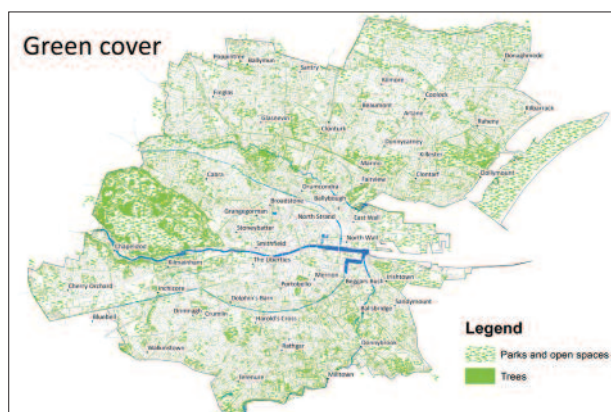 Green cover
Poppintree
Ballymun
Santry
Donaghmede
Kilmore
Finglas
Coolock
Beaumont
Artane
Kilbarrack
Glasnevin
Clonturk
Raheny
Donnycarney
Killester
Marino
Cabra
Drumcondra
Fairview
Clontarf
Dollymount
Ballybough
Broadstone
Grangegorman
North Strand
East Wall
Stoneybatter
Smithfield
North Wall
Chapelizod
Kilmainham
The Liberties
Merrion
Beggars Bush
Irishtown
Cherry Orchard
Inchicore
Portobello
Dolphin's Barn
Sandymount
Bluebell
Drimnagh
Crumlin
Harold's Cross
Ballsbridge
Legend
Walkinstown
Rathgar
Donnybrook
Parks and open spaces
Terenure
Milltown
Trees